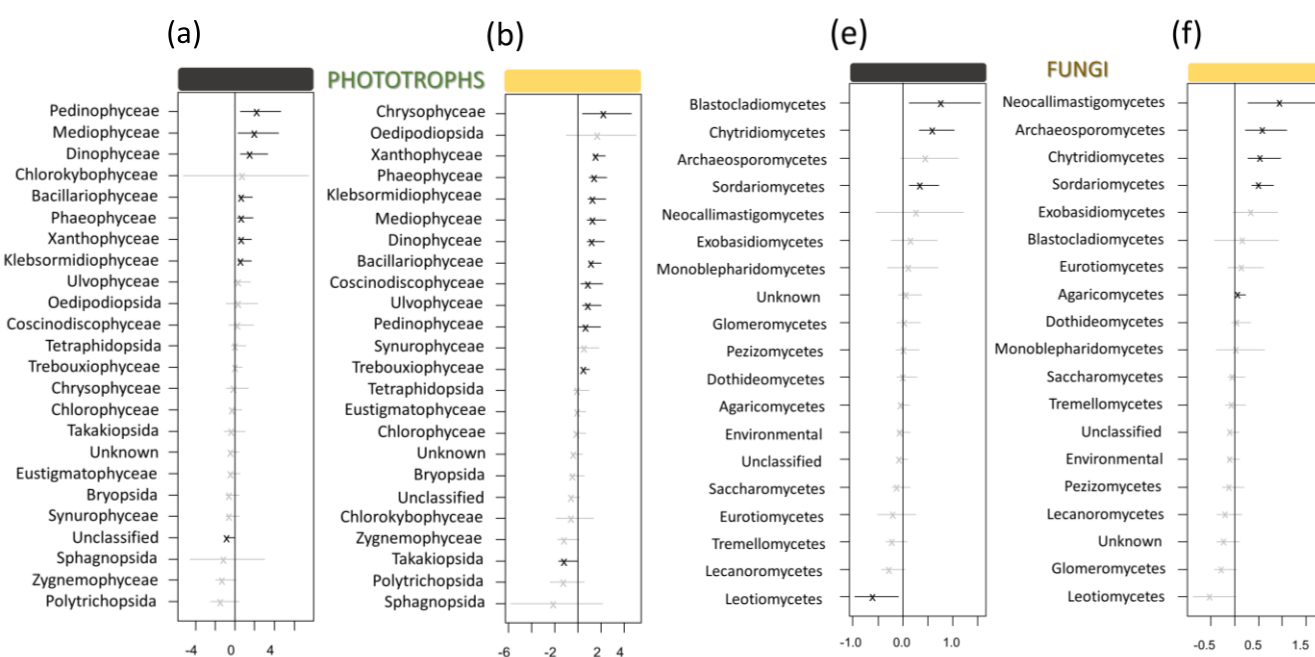 (a)
(b)
(e)
(f)
PHOTOTROPHS
FUNGI
Pedinophyceae
Mediophyceae
Dinophyceae
Chlorokybophyceae
Bacillariophyceae
Phaeophyceae
Xanthophyceae
Klebsormidiophyceae
Ulvophyceae
Oedipodiopsida
Coscinodiscophyceae
Tetraphidopsida
Trebouxiophyceae
Chrysophyceae
Chlorophyceae
Takakiopsida
Unknown
Eustigmatophyceae
Bryopsida
Synurophyceae
Unclassified
Sphagnopsida
Zygnemophyceae
Polytrichopsida
-4 0 4
Chrysophyceae
Oedipodiopsida
Xanthophyceae
Phaeophyceae
Klebsormidiophyceae
Mediophyceae
Dinophyceae
Bacillariophyceae
Coscinodiscophyceae
Ulvophyceae
Pedinophyceae
Synurophyceae
Trebouxiophyceae
Tetraphidopsida
Eustigmatophyceae
Chlorophyceae
Unknown
Bryopsida
Unclassified
Chlorokybophyceae
Zygnemophyceae
Takakiopsida
Polytrichopsida
Sphagnopsida
-6 -2 2 4
Blastocladiomycetes
Chytridiomycetes
Archaeosporomycetes
Sordariomycetes
Neocallimastigomycetes
Exobasidiomycetes
Monoblepharidomycetes
Unknown
Glomeromycetes
Pezizomycetes
Dothideomycetes
Agaricomycetes
Environmental
Unclassified
Saccharomycetes
Eurotiomycetes
Tremellomycetes
Lecanoromycetes
Leotiomycetes
-1.0 0.0 1.0
Neocallimastigomycetes
Archaeosporomycetes
Chytridiomycetes
Sordariomycetes
Exobasidiomycetes
Blastocladiomycetes
Eurotiomycetes
Agaricomycetes
Dothideomycetes
Monoblepharidomycetes
Saccharomycetes
Tremellomycetes
Unclassified
Environmental
Pezizomycetes
Lecanoromycetes
Unknown
Glomeromycetes
Leotiomycetes
-0.5 0.5 1.5